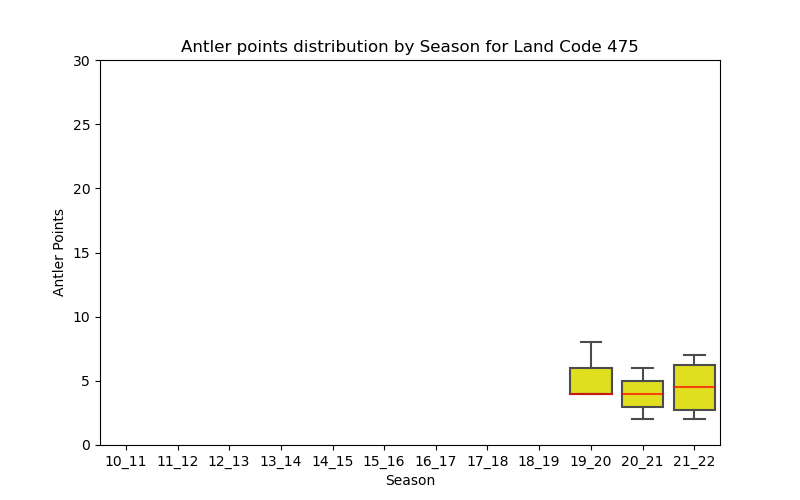 Antler points distribution by Season for Land Code 475
30
25
20
15
10
5
0
Antler Points
10_11 11_12 12_13 13_14 14_15 15_16 16_17 17_18 18_19 19_20 20_21 21_22
Season